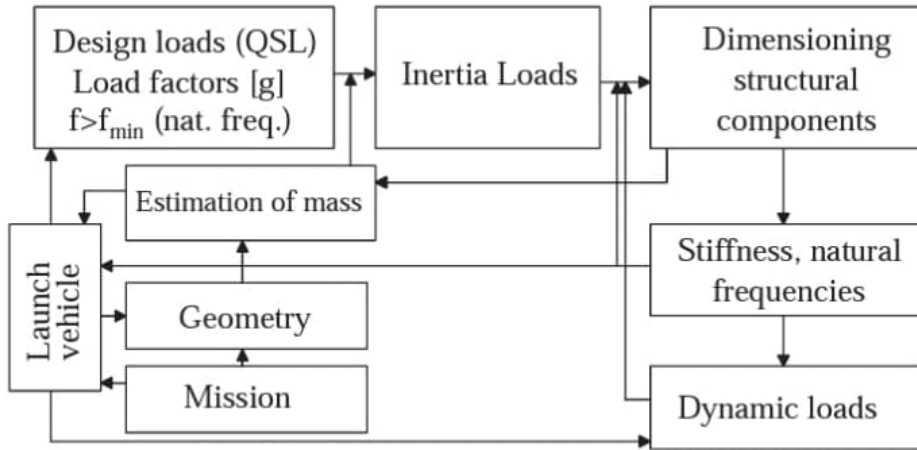 Design loads (QSL)
Load factors [g]
f>fmin (nat. freq.)
Inertia Loads
Dimensioning
structural
components
Estimation of mass
Launch
vehicle
Geometry
Mission
Stiffness, natural
frequencies
Dynamic loads